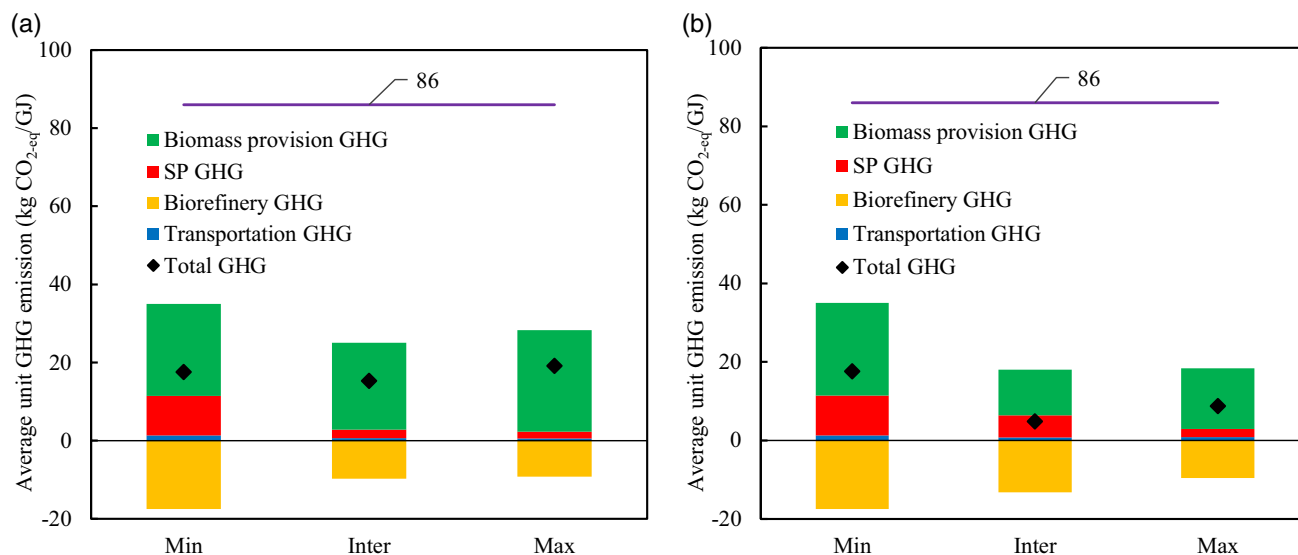 (a)
Average unit GHG emission (kg CO2-eq/GJ)
100
80
60
40
20
0
-20
86
Biomass provision GHG
SP GHG
Biorefinery GHG
Transportation GHG
Total GHG
Min Inter Max
(b)
Average unit GHG emission (kg CO2-eq/GJ)
100
80
60
40
20
0
-20
86
Biomass provision GHG
SP GHG
Biorefinery GHG
Transportation GHG
Total GHG
Min Inter Max